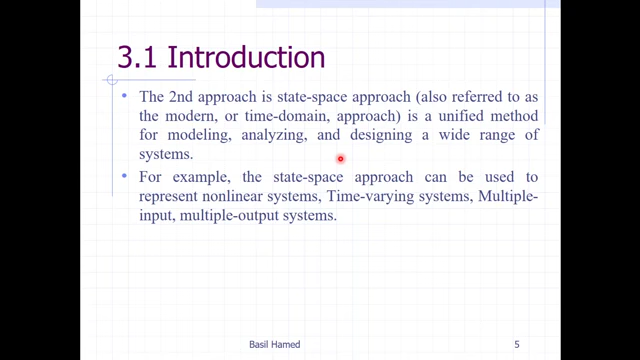 3.1 Introduction
• The 2nd approach is state-space approach (also referred to as
the modern, or time-domain, approach) is a unified method
for modeling, analyzing, and designing a wide range of
systems.
• For example, the state-space approach can be used to
represent nonlinear systems, Time-varying systems, Multiple-
input, multiple-output systems.
Basil Hamed
5